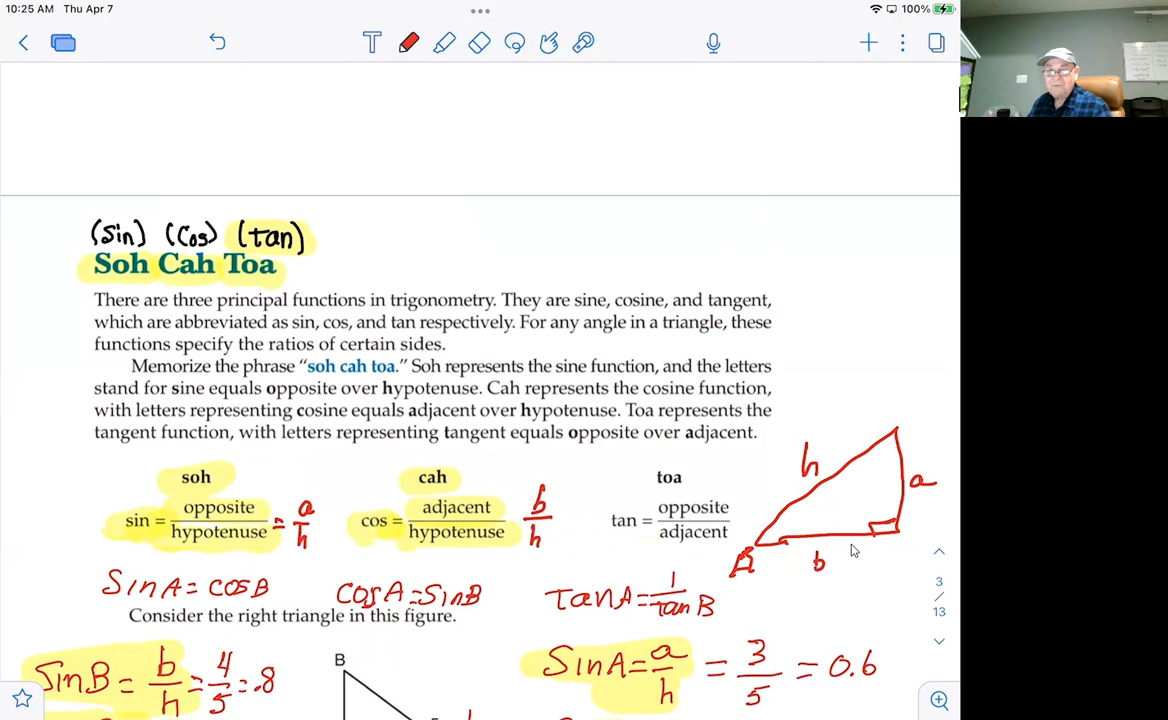 10:25 AM Thu Apr 7
100%
T
(sin) (cos) (tan)
Soh Cah Toa
There are three principal functions in trigonometry. They are sine, cosine, and tangent,
which are abbreviated as sin, cos, and tan respectively. For any angle in a triangle, these
functions specify the ratios of certain sides.
Memorize the phrase “soh cah toa.” Soh represents the sine function, and the letters
stand for sine equals opposite over hypotenuse. Cah represents the cosine function,
with letters representing cosine equals adjacent over hypotenuse. Toa represents the
tangent function, with letters representing tangent equals opposite over adjacent.
h
a
A
b
soh
sin = opposite / hypotenuse = a/h
cah
cos = adjacent / hypotenuse b/h
toa
tan = opposite / adjacent
SinA = cosB
cosA = SinB
TanA = 1/tan B
Consider the right triangle in this figure.
SinB = b/h = 4/5 = .8
B
SinA = a/h = 3/5 = 0.6
3
/
13